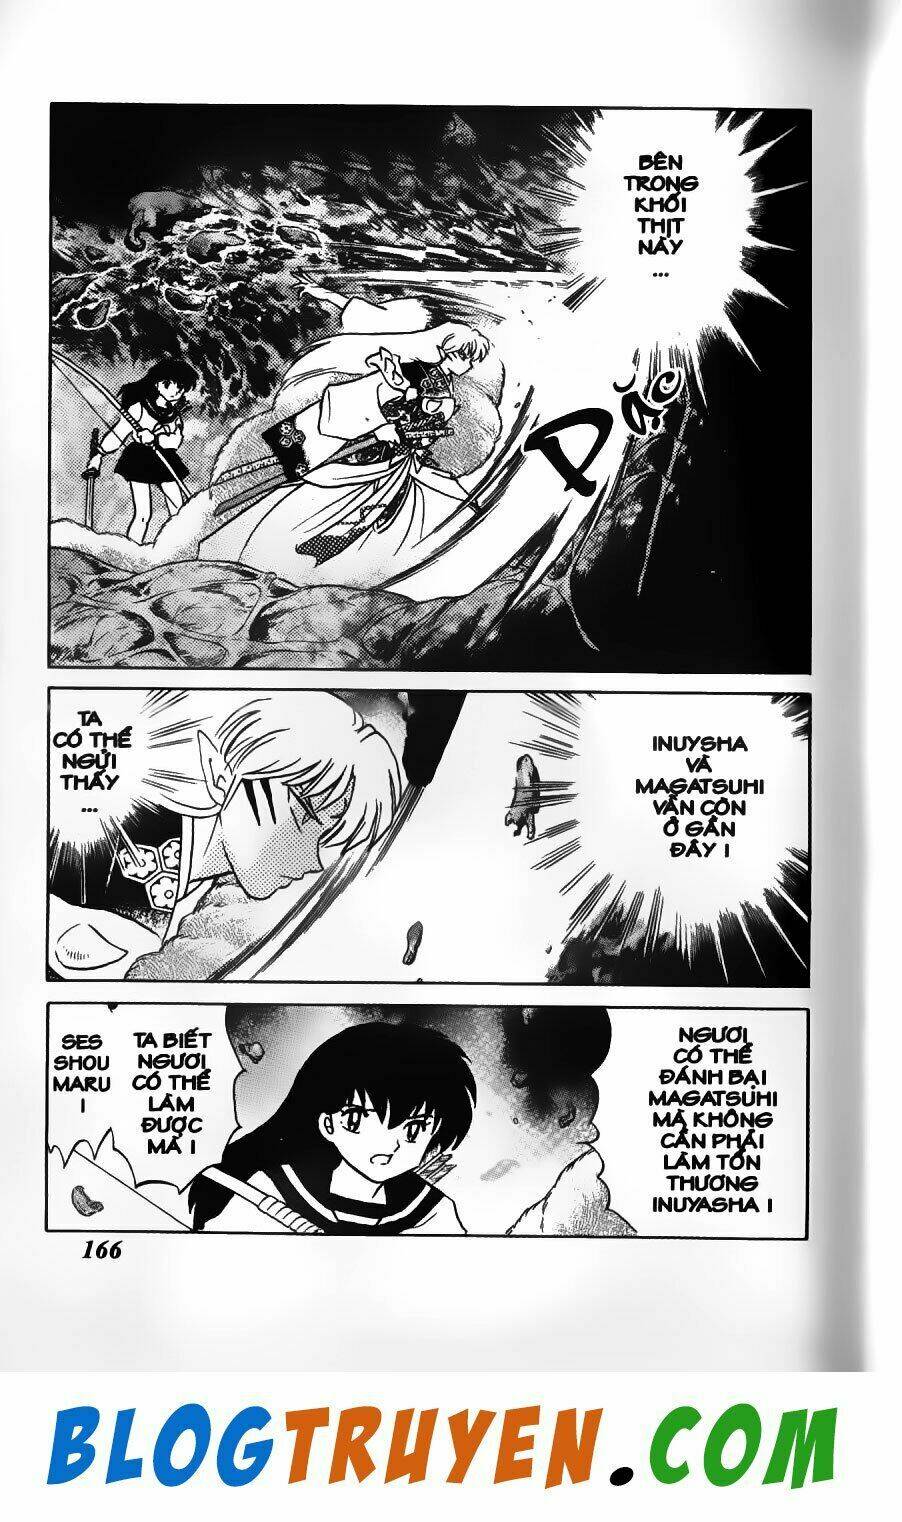 BÊN
TRONG
KHỐI
THỊT
NÀY
...
PẶC
INUYSHA
VÀ
MAGATSUHI
VẪN CÒN
Ở GẦN
ĐÂY !
TA
CÓ THỂ
NGỬI
THẤY
...
NGƯƠI
CÓ THỂ
ĐÁNH BẠI
MAGATSUHI
MÀ KHÔNG
CẦN PHẢI
LÀM TỔN
THƯƠNG
INUYASHA !
TA BIẾT
NGƯƠI
CÓ THỂ
LÀM
ĐƯỢC
MÀ !
SES
SHOU
MARU
!
166
BLOGTRUYEN.COM